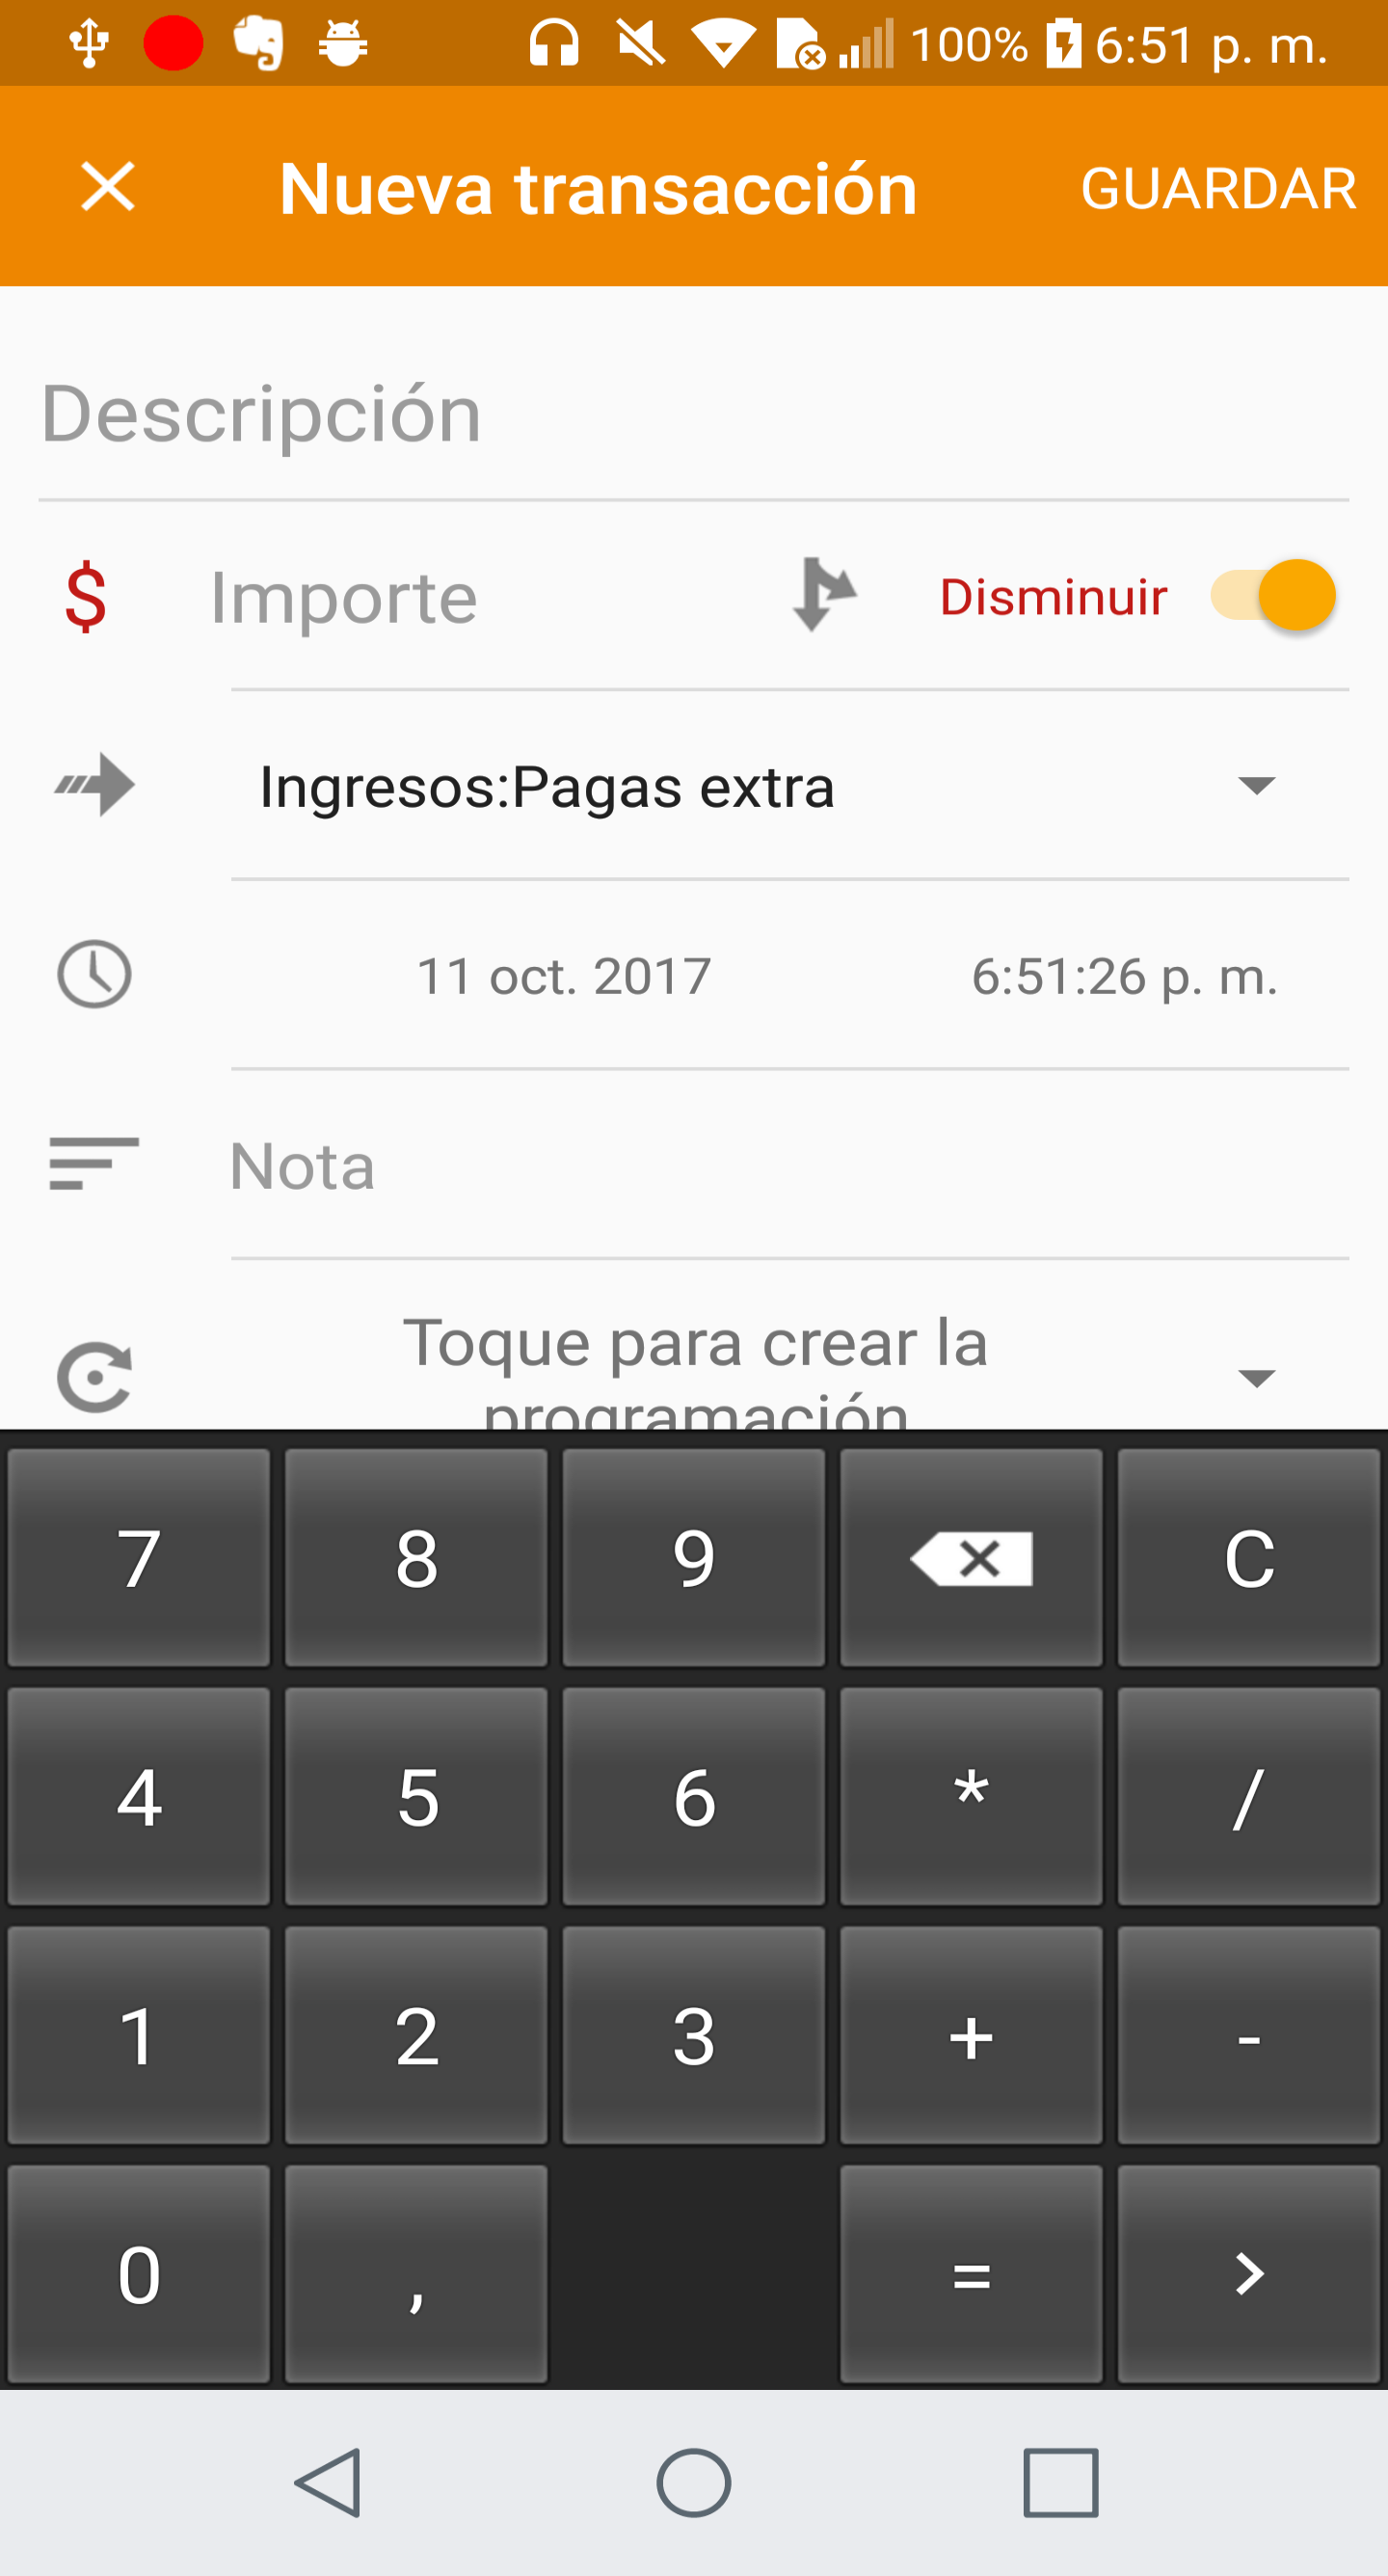 100% 6:51 p. m.
Nueva transacción GUARDAR
Descripción
$ Importe Disminuir
Ingresos:Pagas extra
11 oct. 2017 6:51:26 p. m.
Nota
Toque para crear la
programación
7 8 9 C
4 5 6 * /
1 2 3 + -
0 , = >